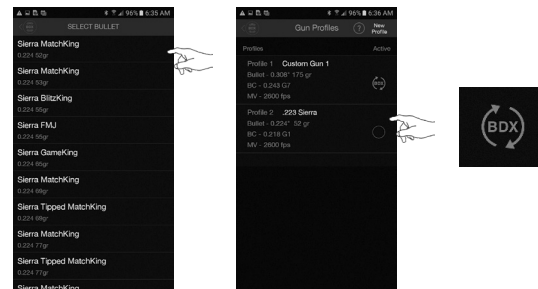 96% 6:35 AM
SELECT BULLET
Sierra MatchKing
0.224 52gr
Sierra MatchKing
0.224 53gr
Sierra BlitzKing
0.224 55gr
Sierra FMJ
0.224 55gr
Sierra GameKing
0.224 65gr
Sierra MatchKing
0.224 69gr
Sierra Tipped MatchKing
0.224 69gr
Sierra MatchKing
0.224 77gr
Sierra Tipped MatchKing
0.224 77gr
Sierra MatchKing
96% 6:36 AM
Gun Profiles
?
New
Profile
Profiles Active
Profile 1 Custom Gun 1
Bullet - 0.308" 175 gr
BC - 0.243 G7
MV - 2600 fps
BDX
Profile 2 .223 Sierra
Bullet - 0.224" 52 gr
BC - 0.218 G1
MV - 2600 fps
BDX